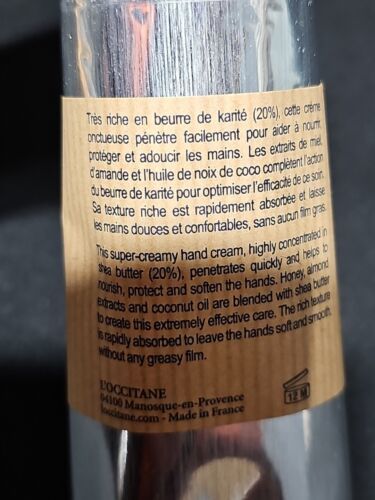 Très riche en beurre de karité (20%), cette crème
onctueuse pénètre facilement pour aider à nourrir,
protéger et adoucir les mains. Les extraits de miel,
d'amande et l'huile de noix de coco complètent l'action
du beurre de karité pour optimiser l'efficacité de ce soin.
Sa texture riche est rapidement absorbée et laisse
les mains douces et confortables, sans aucun film gras.
This super-creamy hand cream, highly concentrated in
shea butter (20%), penetrates quickly and helps to
nourish, protect and soften the hands. Honey, almond
extracts and coconut oil are blended with shea butter
to create this extremely effective care. The rich texture
is rapidly absorbed to leave the hands soft and smooth,
without any greasy film.
L'OCCITANE
04100 Manosque-en-Provence
loccitane.com - Made in France
12 M